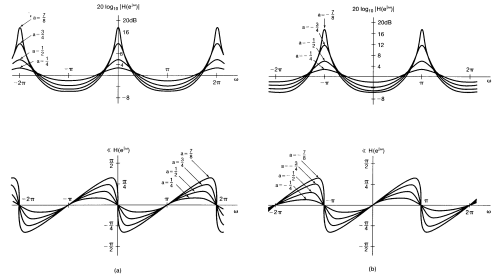 20 log₁₀ |H(e^jω)|
20dB
a = 7/8
a = 3/4
a = 1/2
a = 1/4
16
12
8
4
−2π −π π 2π ω
−8
20 log₁₀ |H(e^jω)|
a = −7/8
a = −3/4
a = −1/2
a = −1/4
20dB
16
12
8
4
−2π −π π 2π ω
−4
−8
∢ H(e^jω)
π/2
π/4
a = 7/8
a = 3/4
a = 1/2
a = 1/4
−2π −π π 2π ω
−π/4
−π/2
(a)
∢ H(e^jω)
π/2
π/4
a = −7/8
a = −3/4
a = −1/2
a = −1/4
−2π −π π 2π ω
−π/4
−π/2
(b)